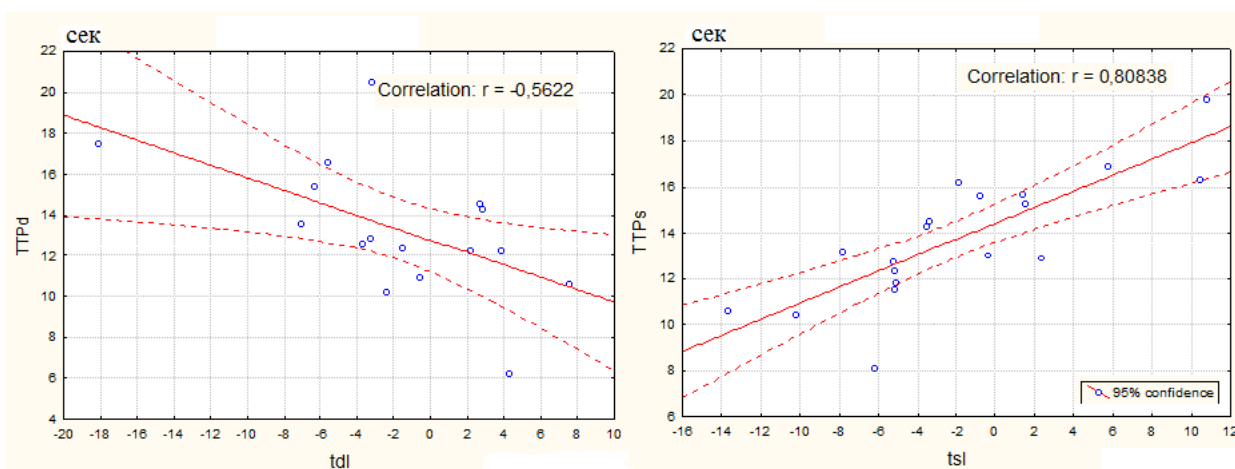 сек
Correlation: r = -0,5622
TTPd
22
20
18
16
14
12
10
8
6
4
-20 -18 -16 -14 -12 -10 -8 -6 -4 -2 0 2 4 6 8 10
tdl
сек
Correlation: r = 0,80838
TTPs
22
20
18
16
14
12
10
8
6
95% confidence
-16 -14 -12 -10 -8 -6 -4 -2 0 2 4 6 8 10 12
tsl